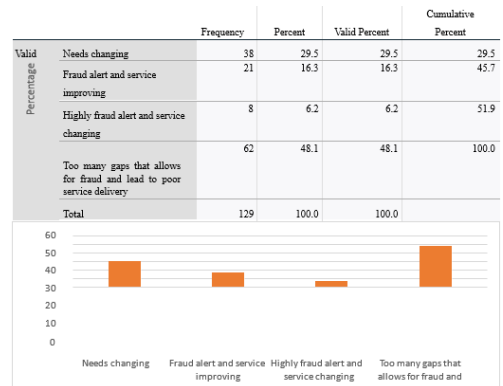 Cumulative
Frequency Percent Valid Percent Percent
Valid Needs changing 38 29.5 29.5 29.5
Fraud alert and service 21 16.3 16.3 45.7
improving
Highly fraud alert and service 8 6.2 6.2 51.9
changing
62 48.1 48.1 100.0
Too many gaps that allows
for fraud and lead to poor
service delivery
Total 129 100.0 100.0
Percentage
60
50
40
30
20
10
0
Needs changing Fraud alert and service Highly fraud alert and Too many gaps that
improving service changing allows for fraud and